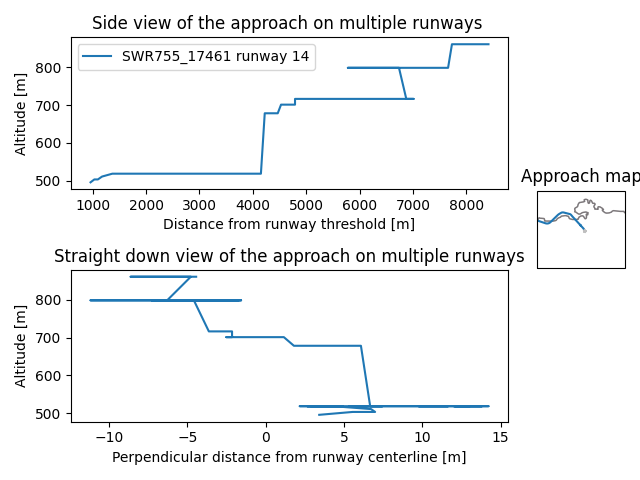 Side view of the approach on multiple runways
SWR755_17461 runway 14
Altitude [m]
800
700
600
500
1000 2000 3000 4000 5000 6000 7000 8000
Distance from runway threshold [m]
Approach map
Straight down view of the approach on multiple runways
Altitude [m]
800
700
600
500
−10 −5 0 5 10 15
Perpendicular distance from runway centerline [m]